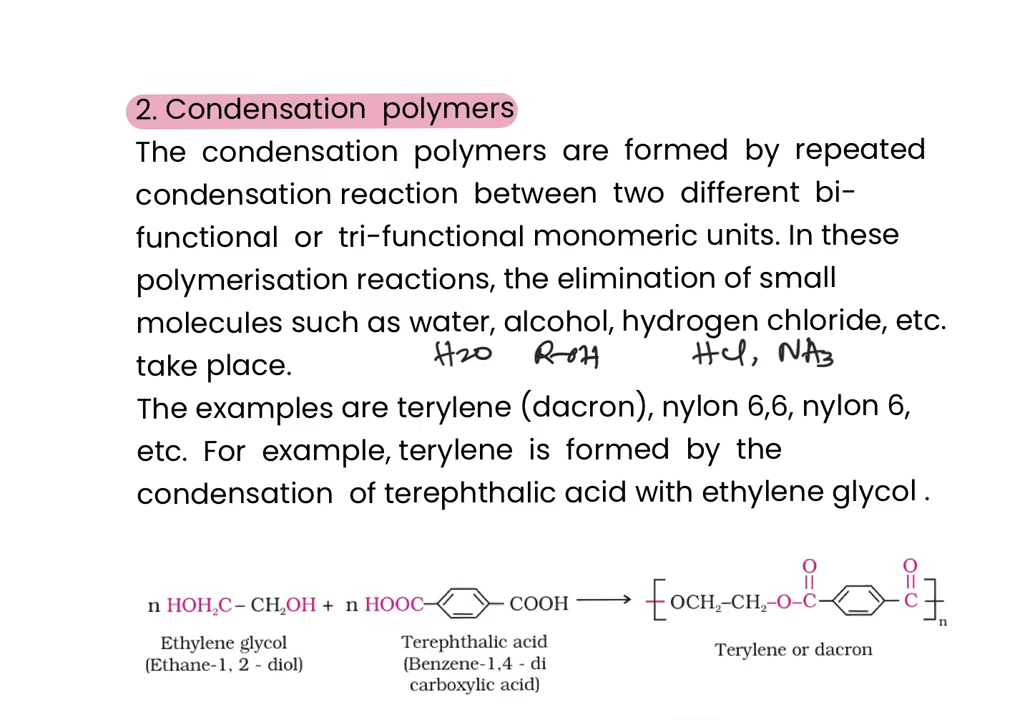 2. Condensation polymers
The condensation polymers are formed by repeated
condensation reaction between two different bi-
functional or tri-functional monomeric units. In these
polymerisation reactions, the elimination of small
molecules such as water, alcohol, hydrogen chloride, etc.
H2O R-OH HCl, NH3
take place.
The examples are terylene (dacron), nylon 6,6, nylon 6,
etc. For example, terylene is formed by the
condensation of terephthalic acid with ethylene glycol .
n HOH₂C – CH₂OH + n HOOC– –COOH ⟶ [ OCH₂–CH₂–O–C(=O)– –C(=O) ]n
Ethylene glycol Terephthalic acid Terylene or dacron
(Ethane-1, 2 - diol) (Benzene-1,4 - di
carboxylic acid)